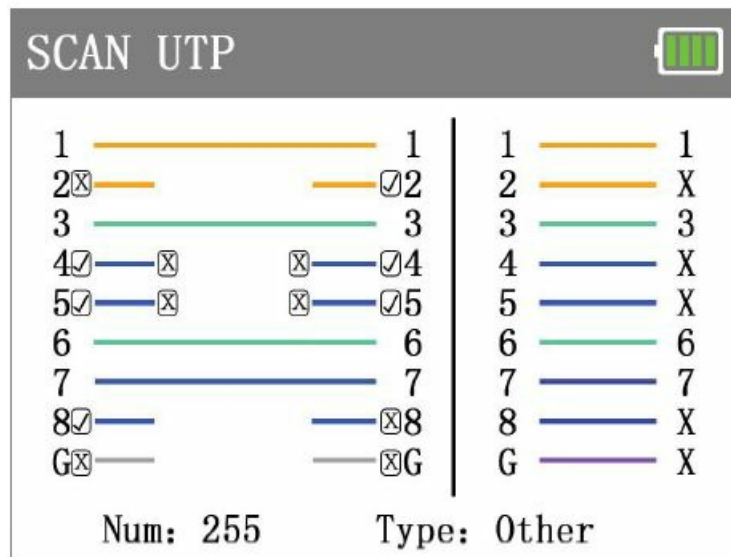 SCAN UTP
1 1 1 1
2 X 2 2 X
3 3 3 3
4 X X 4 4 X
5 X X 5 5 X
6 6 6 6
7 7 7 7
8 X 8 8 X
G X X G G X
Num: 255 Type: Other